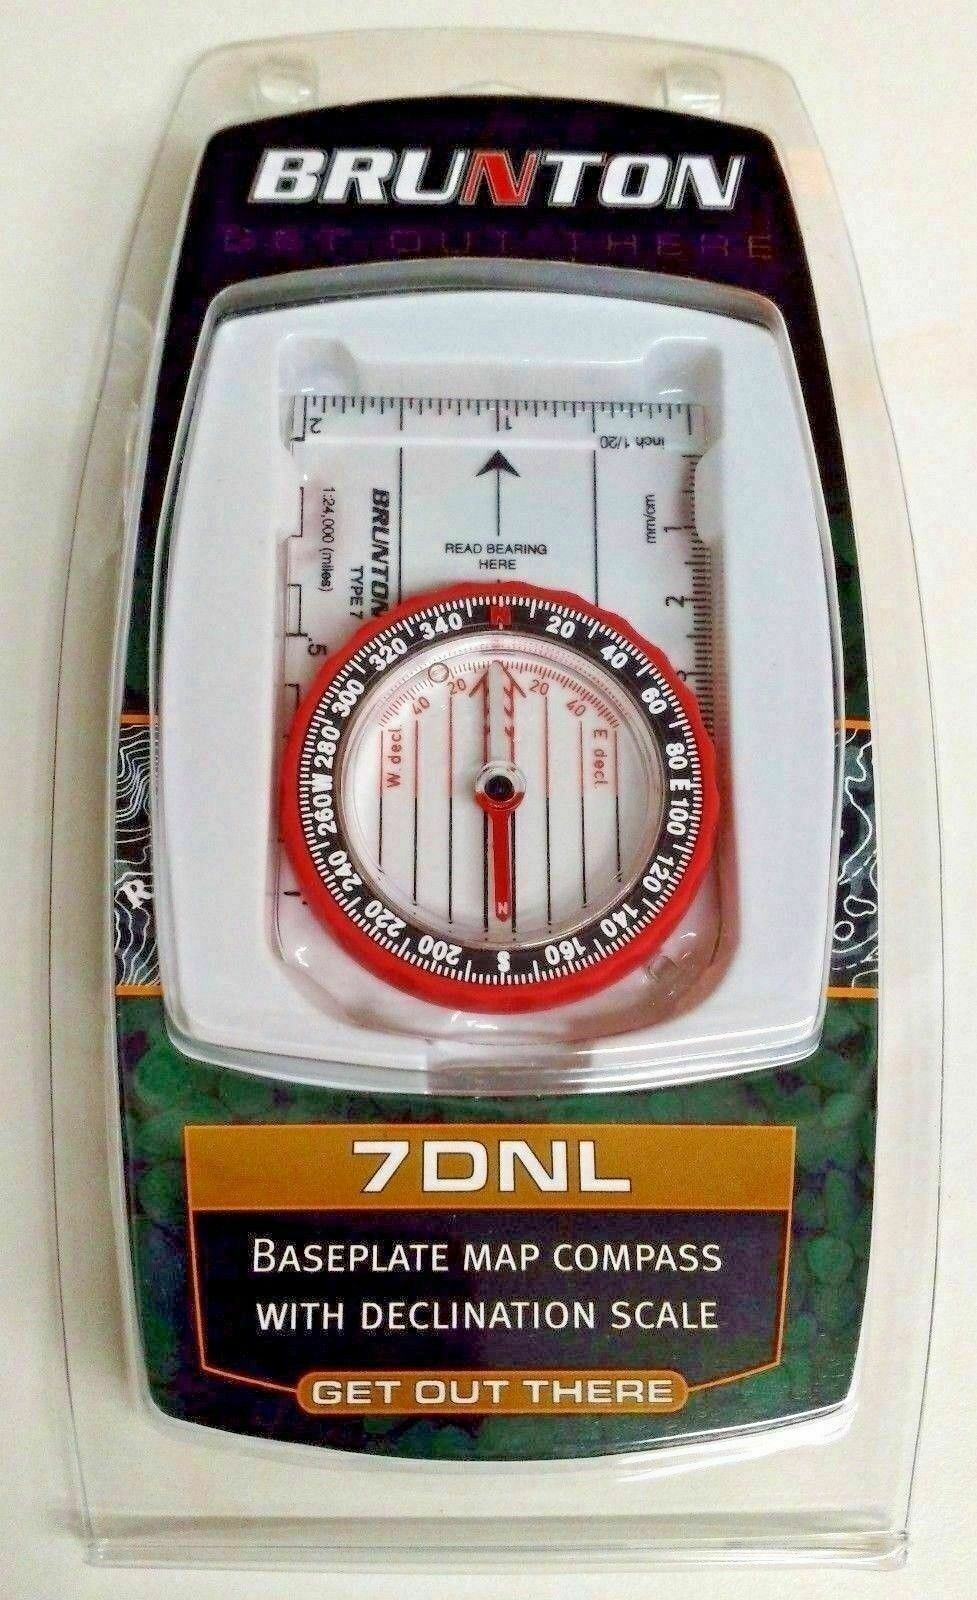 BRUNTON
GET OUT THERE
2 1 inch 1/20
mm/cm
1
2
3
1:24,000 (miles)
.5
BRUNTON
TYPE 7
READ BEARING
HERE
N 20 40 60 80 E 100 120 140 160 S 200 220 240 260 W 280 300 320 340
40 20 20 40
W decl
E decl
N
7DNL
BASEPLATE MAP COMPASS
WITH DECLINATION SCALE
GET OUT THERE